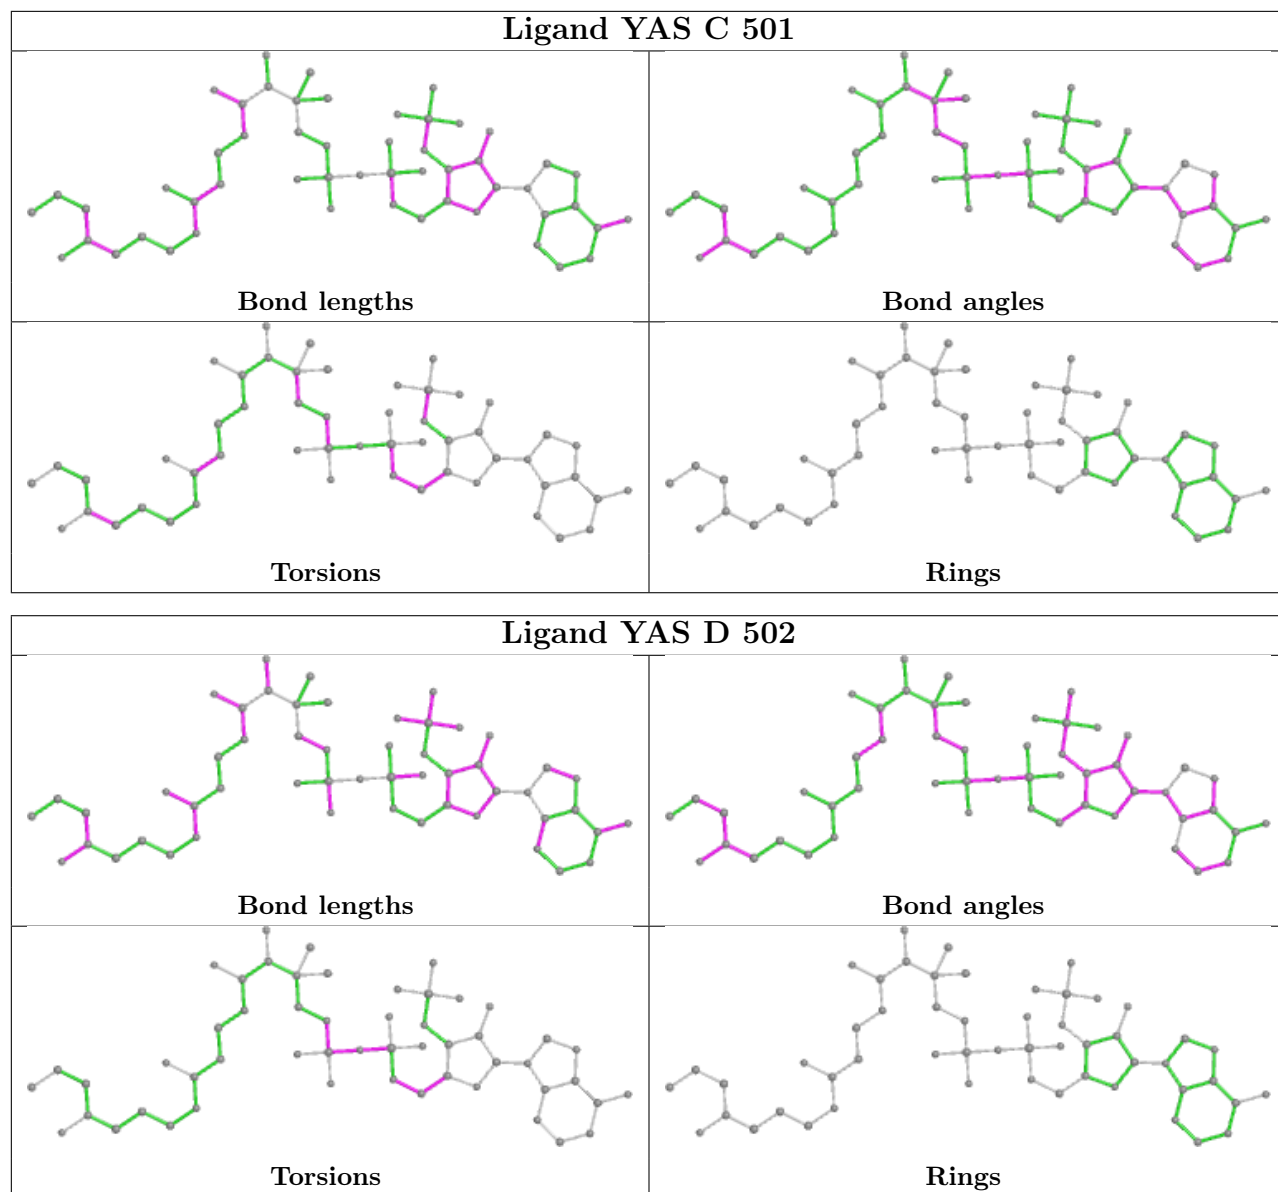 Ligand YAS C 501
Bond lengths
Bond angles
Torsions
Rings
Ligand YAS D 502
Bond lengths
Bond angles
Torsions
Rings